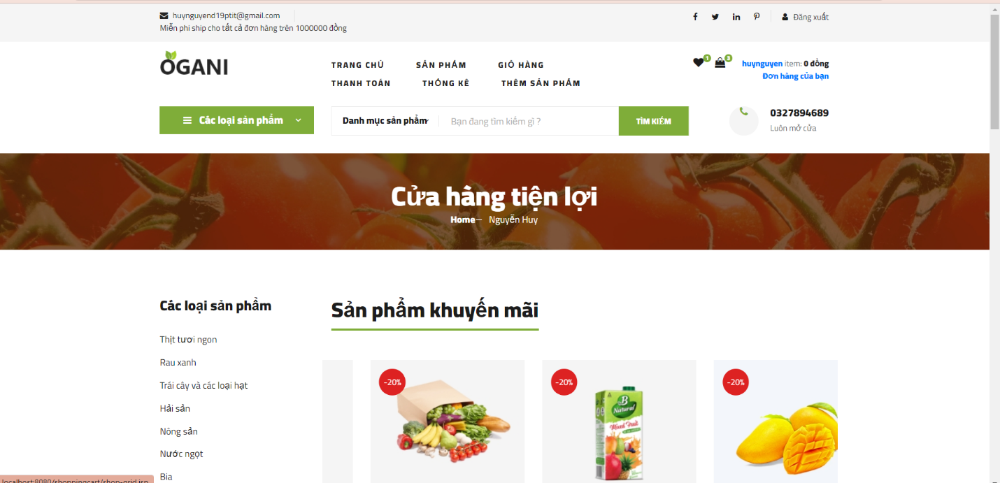 huynguyend19ptit@gmail.com
Miễn phi ship cho tất cả đơn hàng trên 1000000 đồng
Đăng xuất
OGANI
TRANG CHỦ SẢN PHẨM GIỎ HÀNG
THANH TOÁN THỐNG KÊ THÊM SẢN PHẨM
1 3
huynguyen item: 0 đồng
Đơn hàng của bạn
Các loại sản phẩm
Danh mục sản phẩm
Bạn đang tìm kiếm gì ?
TÌM KIẾM
0327894689
Luôn mở cửa
Cửa hàng tiện lợi
Home– Nguyễn Huy
Các loại sản phẩm
Thịt tươi ngon
Rau xanh
Trái cây và các loại hạt
Hải sản
Nông sản
Nước ngọt
Bia
Sản phẩm khuyến mãi
-20%
-20%
B
Natural
Mixed Fruit
-20%
localhost:8080/shoppingcart/shop-grid.jsp